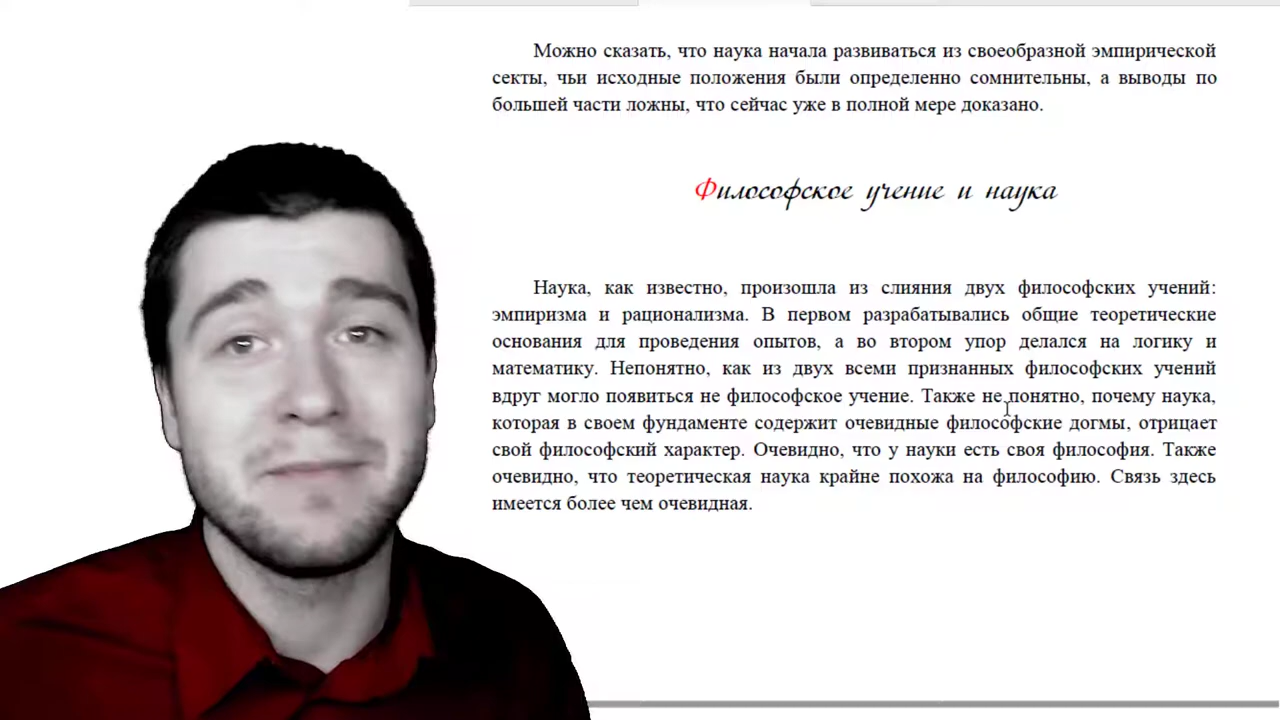 Можно сказать, что наука начала развиваться из своеобразной эмпирической
секты, чьи исходные положения были определенно сомнительны, а выводы по
большей части ложны, что сейчас уже в полной мере доказано.
Философское учение и наука
Наука, как известно, произошла из слияния двух философских учений:
эмпиризма и рационализма. В первом разрабатывались общие теоретические
основания для проведения опытов, а во втором упор делался на логику и
математику. Непонятно, как из двух всеми признанных философских учений
вдруг могло появиться не философское учение. Также не понятно, почему наука,
которая в своем фундаменте содержит очевидные философские догмы, отрицает
свой философский характер. Очевидно, что у науки есть своя философия. Также
очевидно, что теоретическая наука крайне похожа на философию. Связь здесь
имеется более чем очевидная.